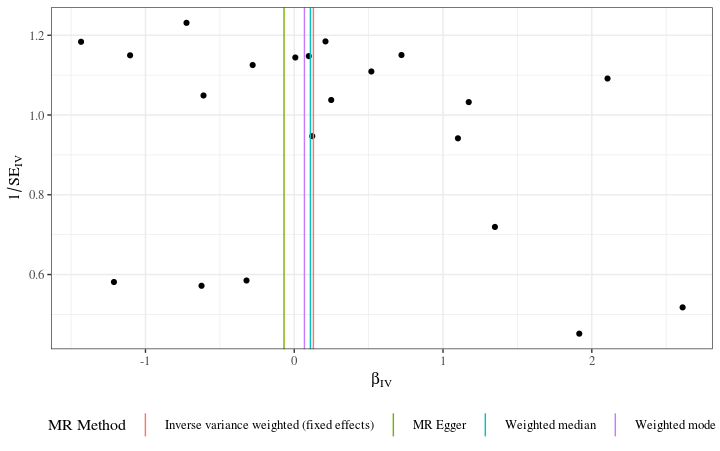 1.2
1.0
0.8
0.6
1/SE_IV
-1
0
1
2
β_IV
MR Method Inverse variance weighted (fixed effects) MR Egger Weighted median Weighted mode